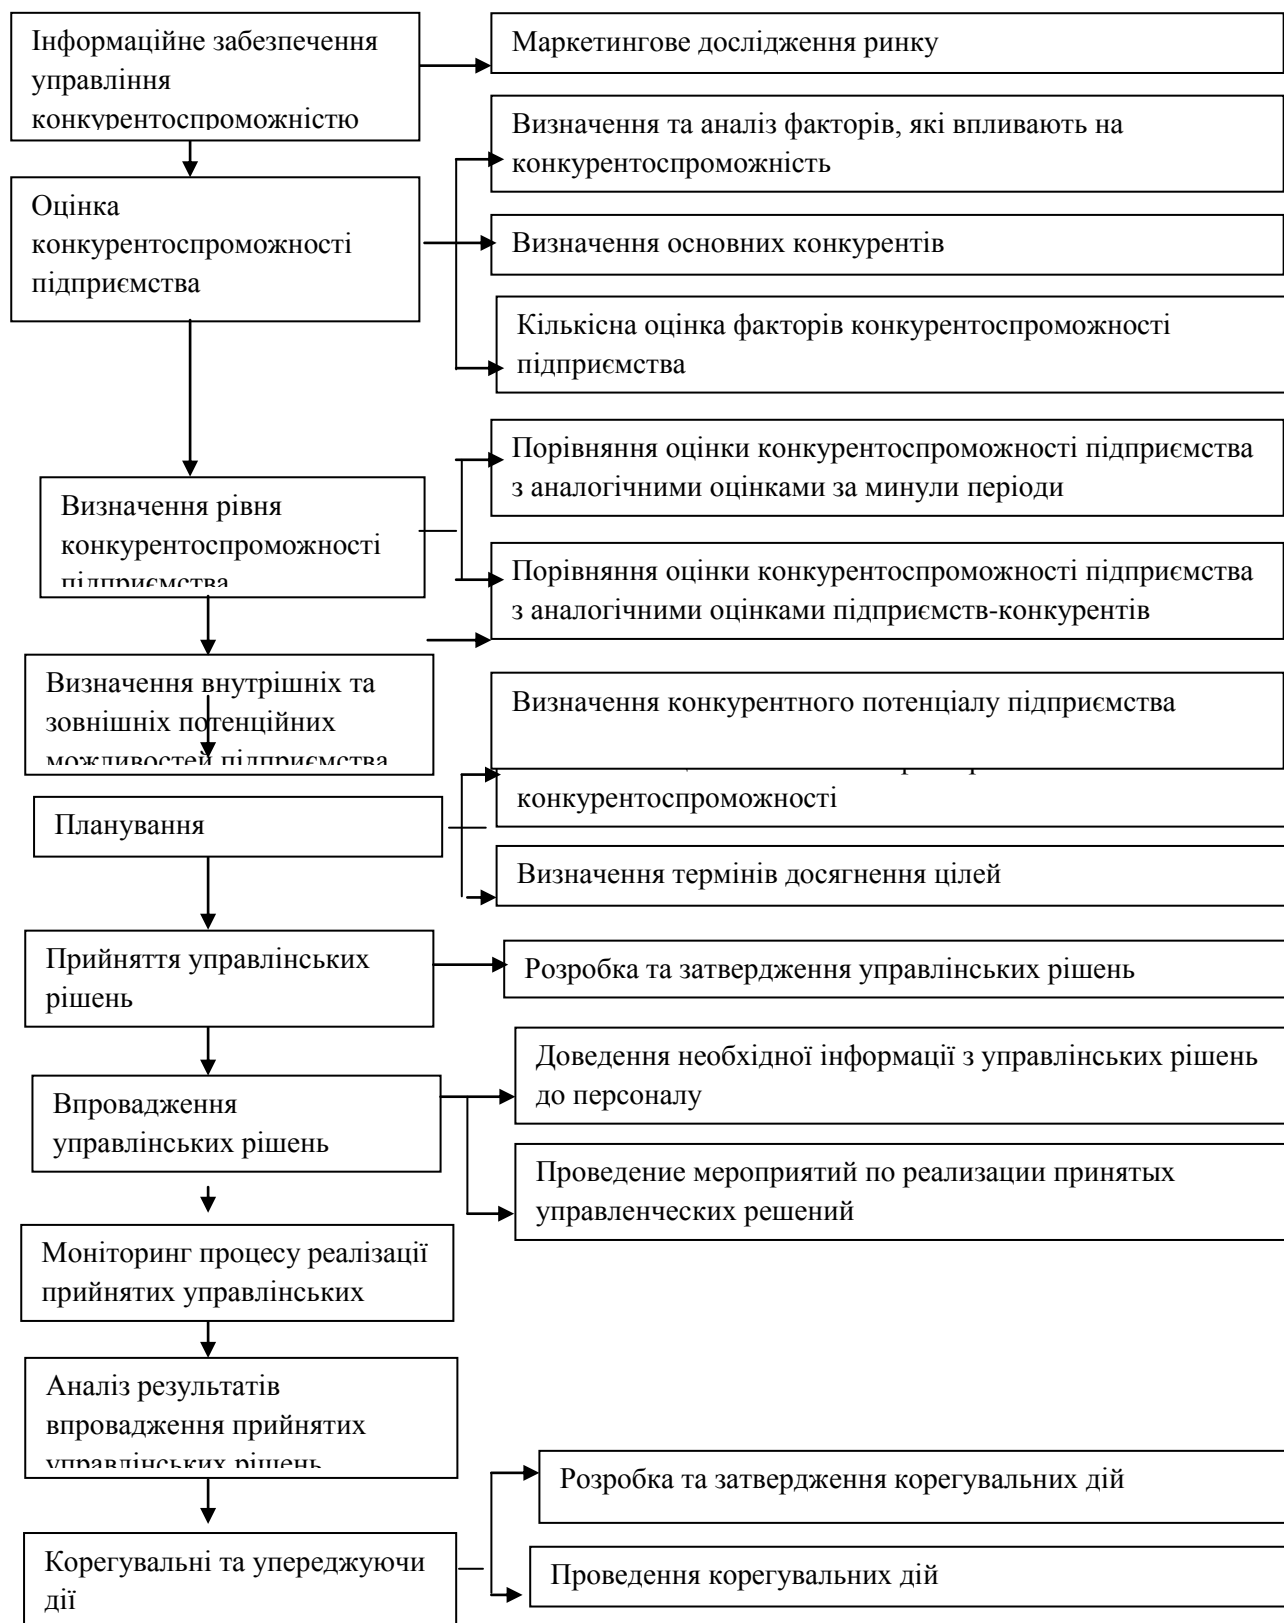 Інформаційне забезпечення
управління
конкурентоспроможністю
Маркетингове дослідження ринку
Визначення та аналіз факторів, які впливають на
конкурентоспроможність
Оцінка
конкурентоспроможності
підприємства
Визначення основних конкурентів
Кількісна оцінка факторів конкурентоспроможності
підприємства
Порівняння оцінки конкурентоспроможності підприємства
з аналогічними оцінками за минули періоди
Визначення рівня
конкурентоспроможності
підприємства
Порівняння оцінки конкурентоспроможності підприємства
з аналогічними оцінками підприємств-конкурентів
Визначення внутрішніх та
зовнішніх потенційних
можливостей підприємства
Визначення конкурентного потенціалу підприємства
конкурентоспроможності
Планування
Визначення термінів досягнення цілей
Прийняття управлінських
рішень
Розробка та затвердження управлінських рішень
Доведення необхідної інформації з управлінських рішень
до персоналу
Впровадження
управлінських рішень
Проведение мероприятий по реализации принятых
управленческих решений
Моніторинг процесу реалізації
прийнятих управлінських
Аналіз результатів
впровадження прийнятих
управлінських рішень
Розробка та затвердження корегувальних дій
Корегувальні та упереджуючи
дії
Проведення корегувальних дій